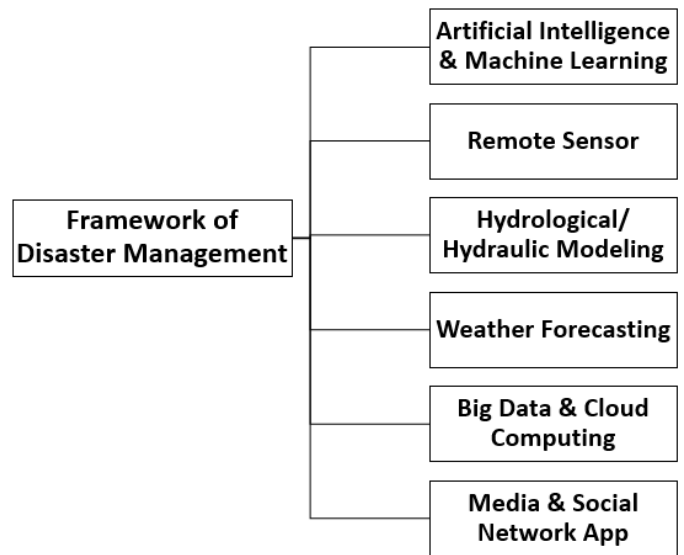 Artificial Intelligence
& Machine Learning
Remote Sensor
Framework of
Disaster Management
Hydrological/
Hydraulic Modeling
Weather Forecasting
Big Data & Cloud
Computing
Media & Social
Network App